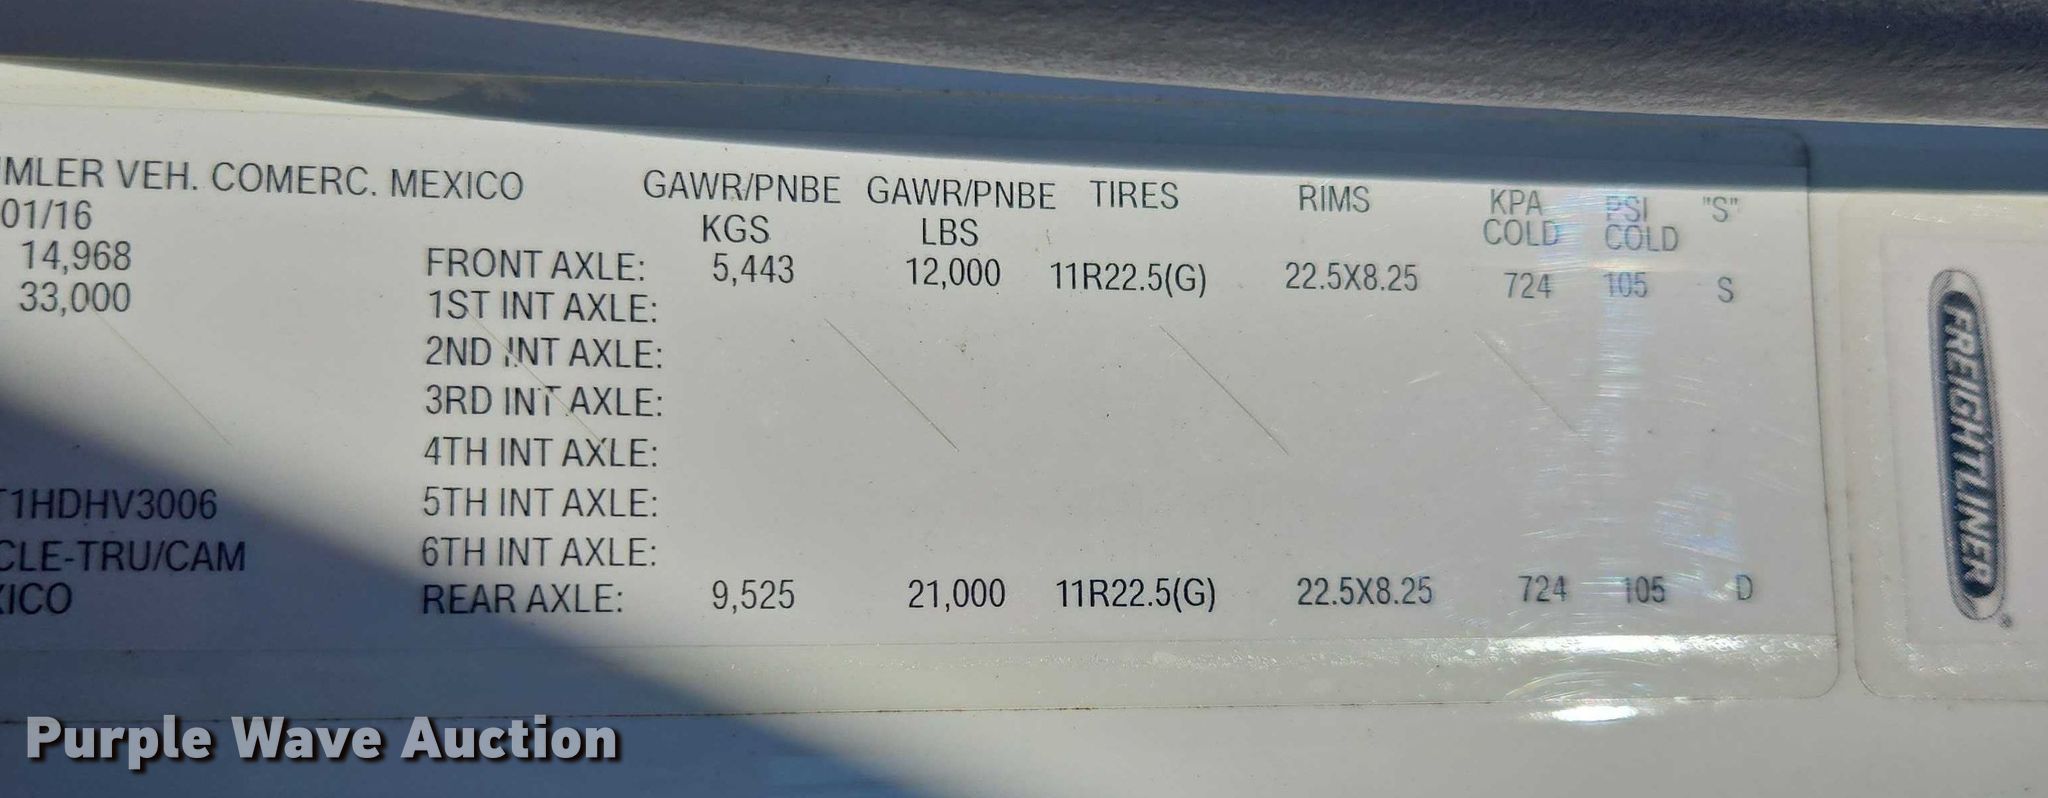 MLER VEH. COMERC. MEXICO GAWR/PNBE GAWR/PNBE TIRES RIMS KPA PSI "S"
01/16 KGS LBS COLD COLD
14,968 FRONT AXLE: 5,443 12,000 11R22.5(G) 22.5X8.25 724 105 S
33,000 1ST INT AXLE:
2ND INT AXLE:
3RD INT AXLE:
4TH INT AXLE:
T1HDHV3006 5TH INT AXLE:
CLE-TRU/CAM 6TH INT AXLE:
XICO REAR AXLE: 9,525 21,000 11R22.5(G) 22.5X8.25 724 105 D
FREIGHTLINER®
Purple Wave Auction